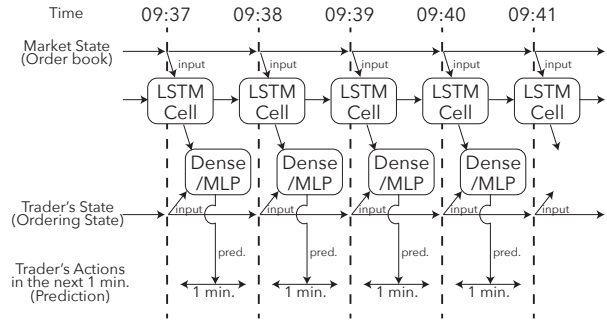 Time 09:37 09:38 09:39 09:40 09:41
Market State
(Order book)
input input input input input
LSTM Cell
LSTM Cell
LSTM Cell
LSTM Cell
LSTM Cell
Dense /MLP
Dense /MLP
Dense /MLP
Dense /MLP
Trader's State
(Ordering State)
input input input input input
pred. pred. pred. pred.
Trader's Actions
in the next 1 min.
(Prediction)
1 min. 1 min. 1 min. 1 min.